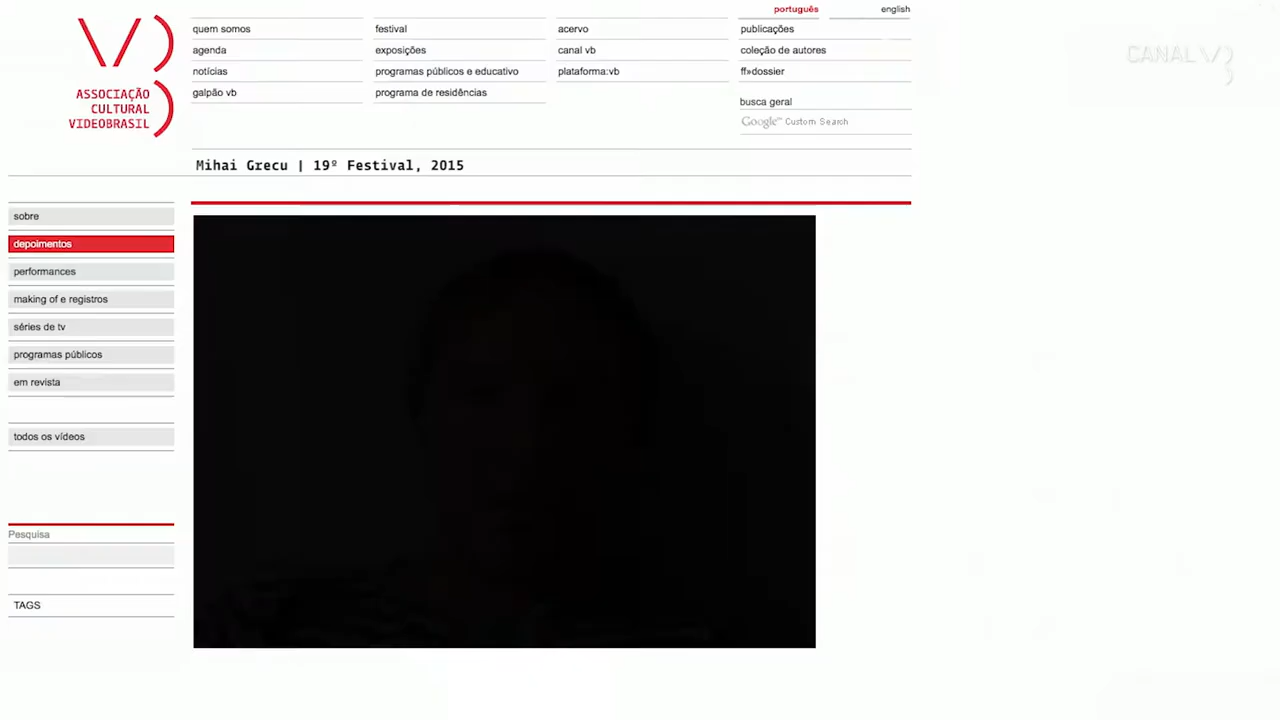 português
english
quem somos
festival
acervo
publicações
agenda
exposições
canal vb
coleção de autores
notícias
programas públicos e educativo
plataforma:vb
ff»dossier
galpão vb
programa de residências
busca geral
Google™ Custom Search
ASSOCIAÇÃO
CULTURAL
VIDEOBRASIL
CANAL VB
Mihai Grecu | 19º Festival, 2015
sobre
depoimentos
performances
making of e registros
séries de tv
programas públicos
em revista
todos os vídeos
Pesquisa
TAGS